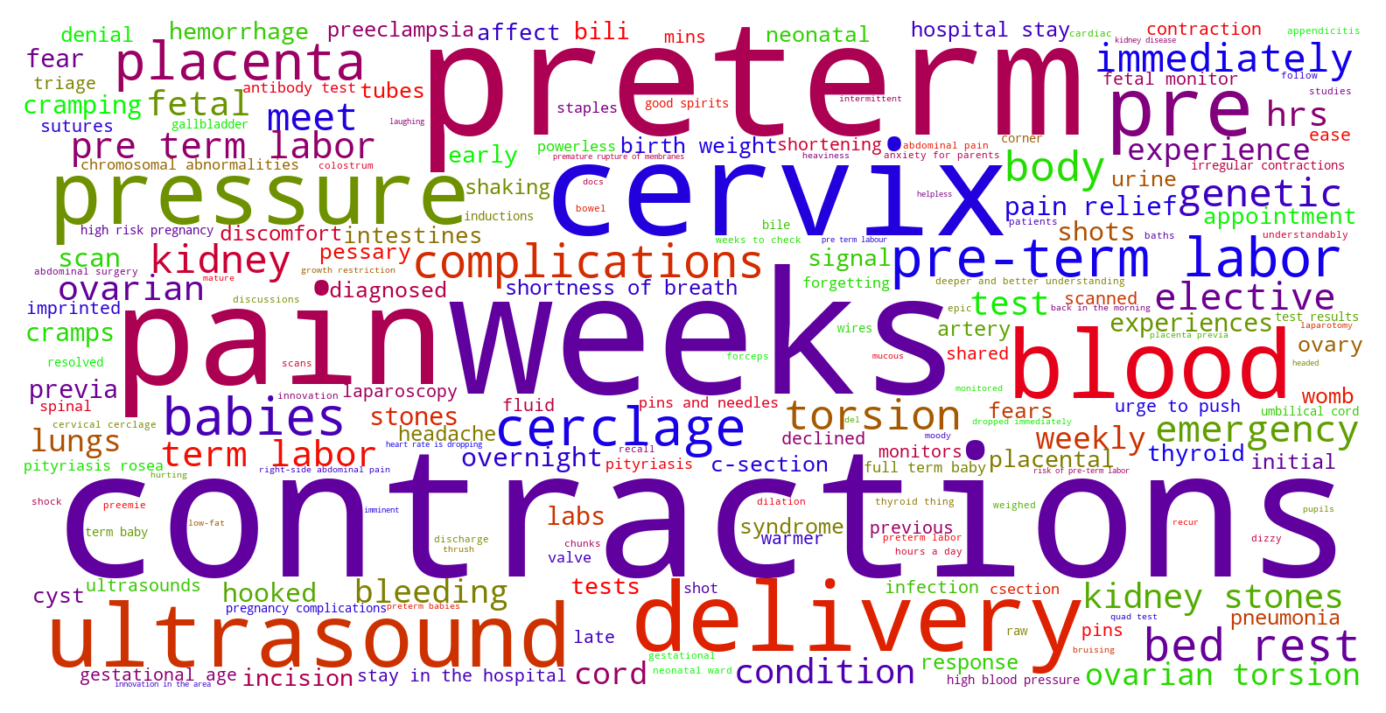 denial hemorrhage preeclampsia affect bili mins neonatal hospital stay cardiac contraction appendicitis
fear placenta preterm immediately kidney disease
triage antibody test tubes staples good spirits intermittent fetal monitor follow studies
cramping fetal meet pre hrs
sutures gallbladder laughing powerless birth weight shortening abdominal pain corner ease
pre term labor early premature rupture of membranes heaviness anxiety for parents experience
chromosomal abnormalities colostrum cervix body irregular contractions
pressure shaking docs helpless urine genetic
inductions bowel bile patients pain relief appointment
high risk pregnancy discomfort intestines weeks to check pre term labour shots baths understandably
scan kidney pessary complications signal pre-term labor
abdominal surgery mature growth restriction forgetting deeper and better understanding
ovarian diagnosed shortness of breath test scanned back in the morning elective
imprinted discussions epic experiences test results
cramps pain weeks wires artery placenta previa laparotomy
resolved scans forceps mucous shared blood ovary headed
previa innovation laparoscopy monitored womb
spinal babies stones fluid pins and needles torsion del fears urge to push umbilical cord
cervical cerclage headache cerclage declined dropped immediately weekly emergency
lungs term labor heart rate is dropping recall moody monitors thyroid
pityriasis rosea right-side abdominal pain overnight pityriasis c-section full term baby placental initial
hurting risk of pre-term labor
shock preemie contractions imminent dilation thyroid thing weighed pupils
low-fat labs syndrome previous recur
term baby discharge warmer preterm labor dizzy
thrush valve chunks hours a day
cyst ultrasounds hooked bleeding tests shot infection csection kidney stones
pregnancy complications preterm babies delivery quad test pneumonia
ultrasound late raw pins bed rest
gestational response bruising
gestational age incision stay in the hospital cord neonatal ward condition high blood pressure ovarian torsion
innovation in the area